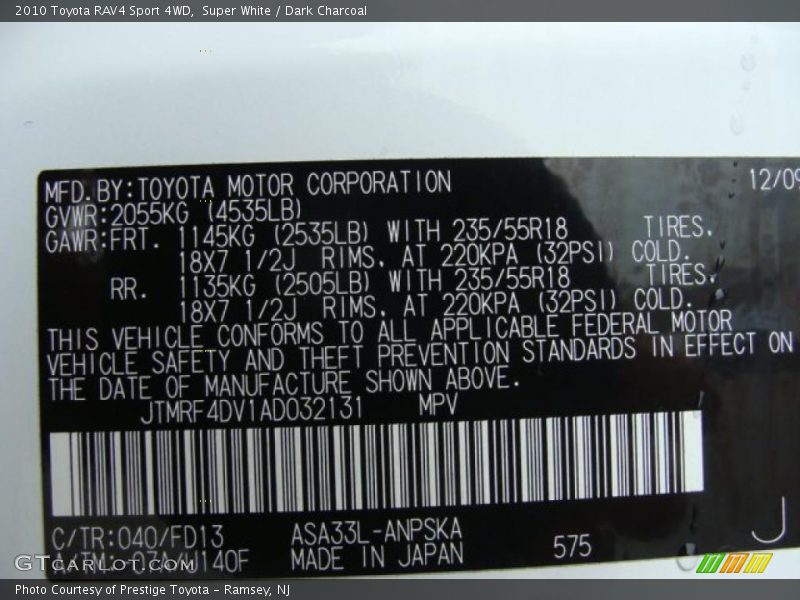 2010 Toyota RAV4 Sport 4WD, Super White / Dark Charcoal
12/09
MFD.BY:TOYOTA MOTOR CORPORATION
GVWR:2055KG (4535LB)
GAWR:FRT. 1145KG (2535LB) WITH 235/55R18 TIRES.
18X7 1/2J RIMS. AT 220KPA (32PSI) COLD.
RR. 1135KG (2505LB) WITH 235/55R18 TIRES.
18X7 1/2J RIMS. AT 220KPA (32PSI) COLD.
THIS VEHICLE CONFORMS TO ALL APPLICABLE FEDERAL MOTOR
VEHICLE SAFETY AND THEFT PREVENTION STANDARDS IN EFFECT ON
THE DATE OF MANUFACTURE SHOWN ABOVE.
JTMRF4DV1AD032131 MPV
C/TR:040/FD13 ASA33L-ANPSKA
MADE IN JAPAN 575 J
GTcarlot.com
Photo Courtesy of Prestige Toyota - Ramsey, NJ